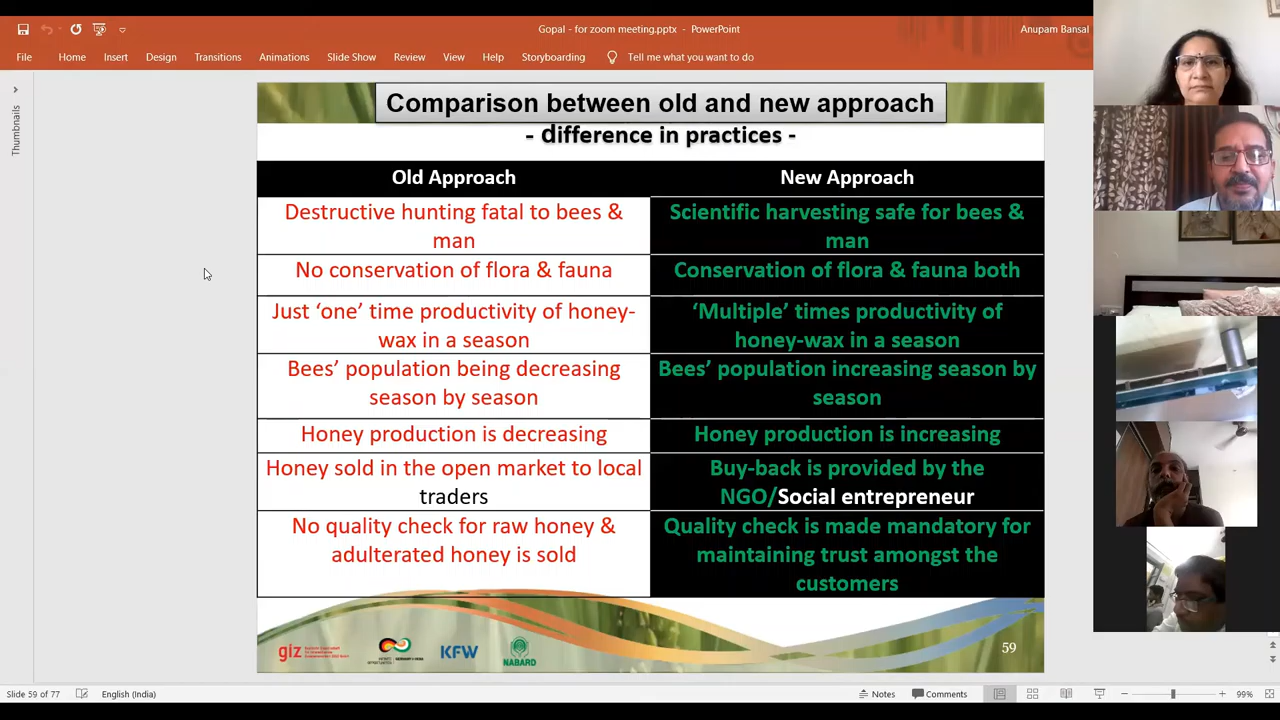 Gopal - for zoom meeting.pptx - PowerPoint
Anupam Bansal
File Home Insert Design Transitions Animations Slide Show Review View Help Storyboarding Tell me what you want to do
Thumbnails
Comparison between old and new approach
- difference in practices -
Old Approach
New Approach
Destructive hunting fatal to bees &
man
Scientific harvesting safe for bees &
man
No conservation of flora & fauna
Conservation of flora & fauna both
Just ‘one’ time productivity of honey-
wax in a season
‘Multiple’ times productivity of
honey-wax in a season
Bees’ population being decreasing
season by season
Bees’ population increasing season by
season
Honey production is decreasing
Honey production is increasing
Honey sold in the open market to local
traders
Buy-back is provided by the
NGO/Social entrepreneur
No quality check for raw honey &
adulterated honey is sold
Quality check is made mandatory for
maintaining trust amongst the
customers
giz
KFW
NABARD
59
Slide 59 of 77
English (India)
Notes
Comments
99%